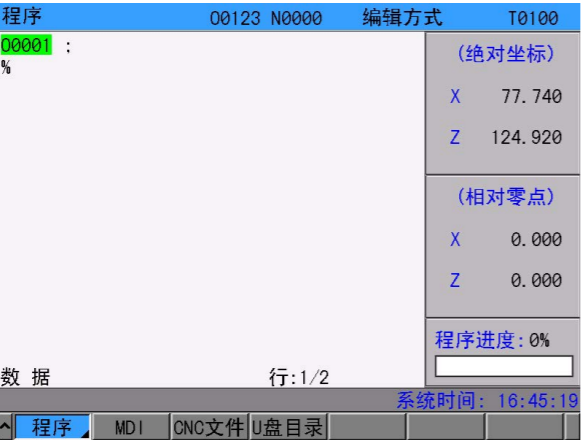 程序 O0123 N0000 编辑方式 T0100
O0001 ;
%
(绝对坐标)
X 77.740
Z 124.920
(相对零点)
X 0.000
Z 0.000
程序进度:0%
数 据 行:1/2
系统时间: 16:45:19
程序 MDI CNC文件 U盘目录